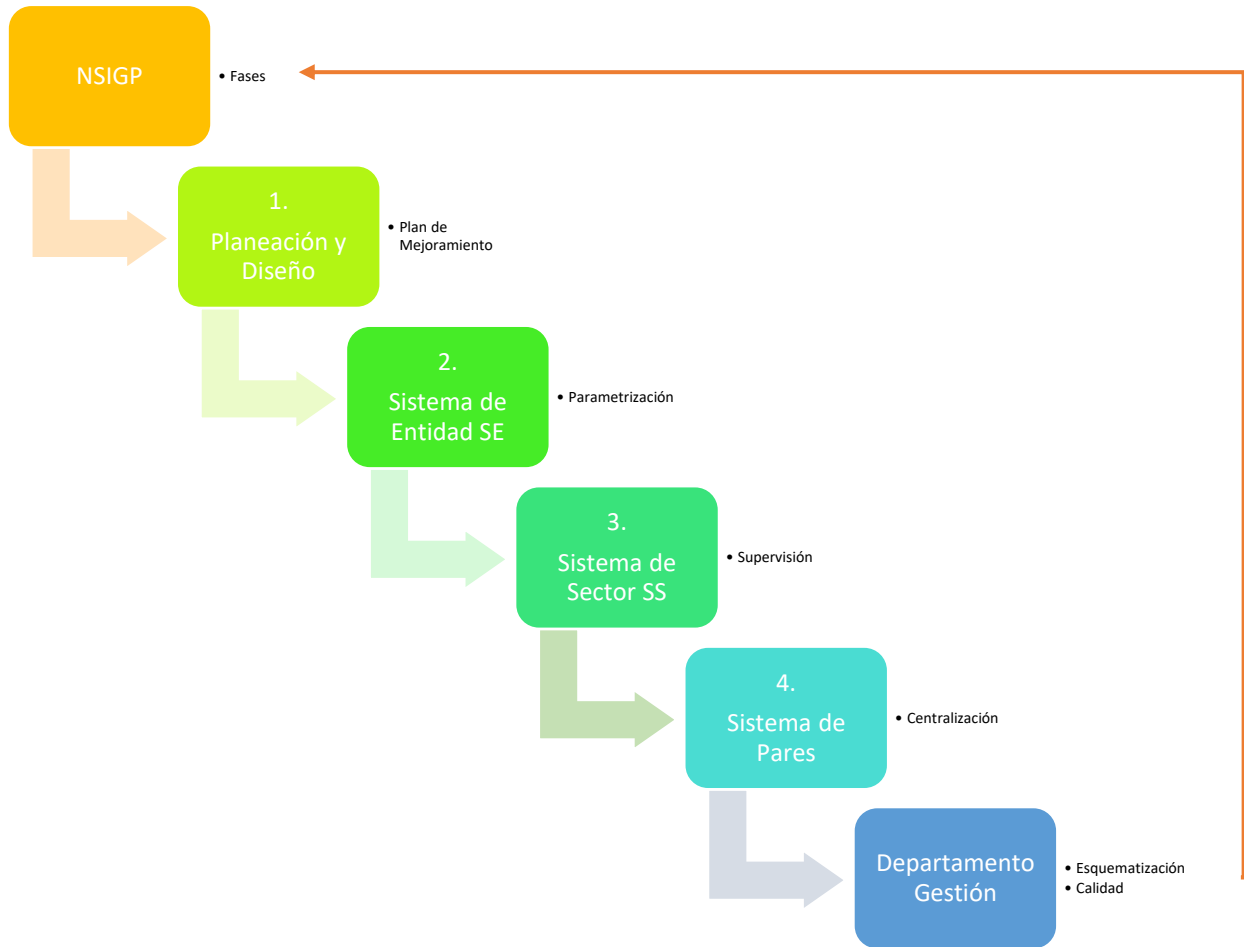 NSIGP
• Fases
1.
Planeación y
Diseño
• Plan de
Mejoramiento
2.
Sistema de
Entidad SE
• Parametrización
3.
Sistema de
Sector SS
• Supervisión
4.
Sistema de
Pares
• Centralización
Departamento
Gestión
• Esquematización
• Calidad